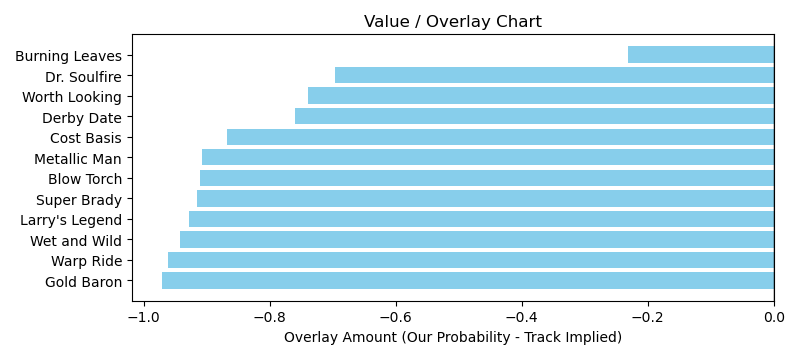 Value / Overlay Chart
Burning Leaves
Dr. Soulfire
Worth Looking
Derby Date
Cost Basis
Metallic Man
Blow Torch
Super Brady
Larry's Legend
Wet and Wild
Warp Ride
Gold Baron
−1.0 −0.8 −0.6 −0.4 −0.2 0.0
Overlay Amount (Our Probability - Track Implied)